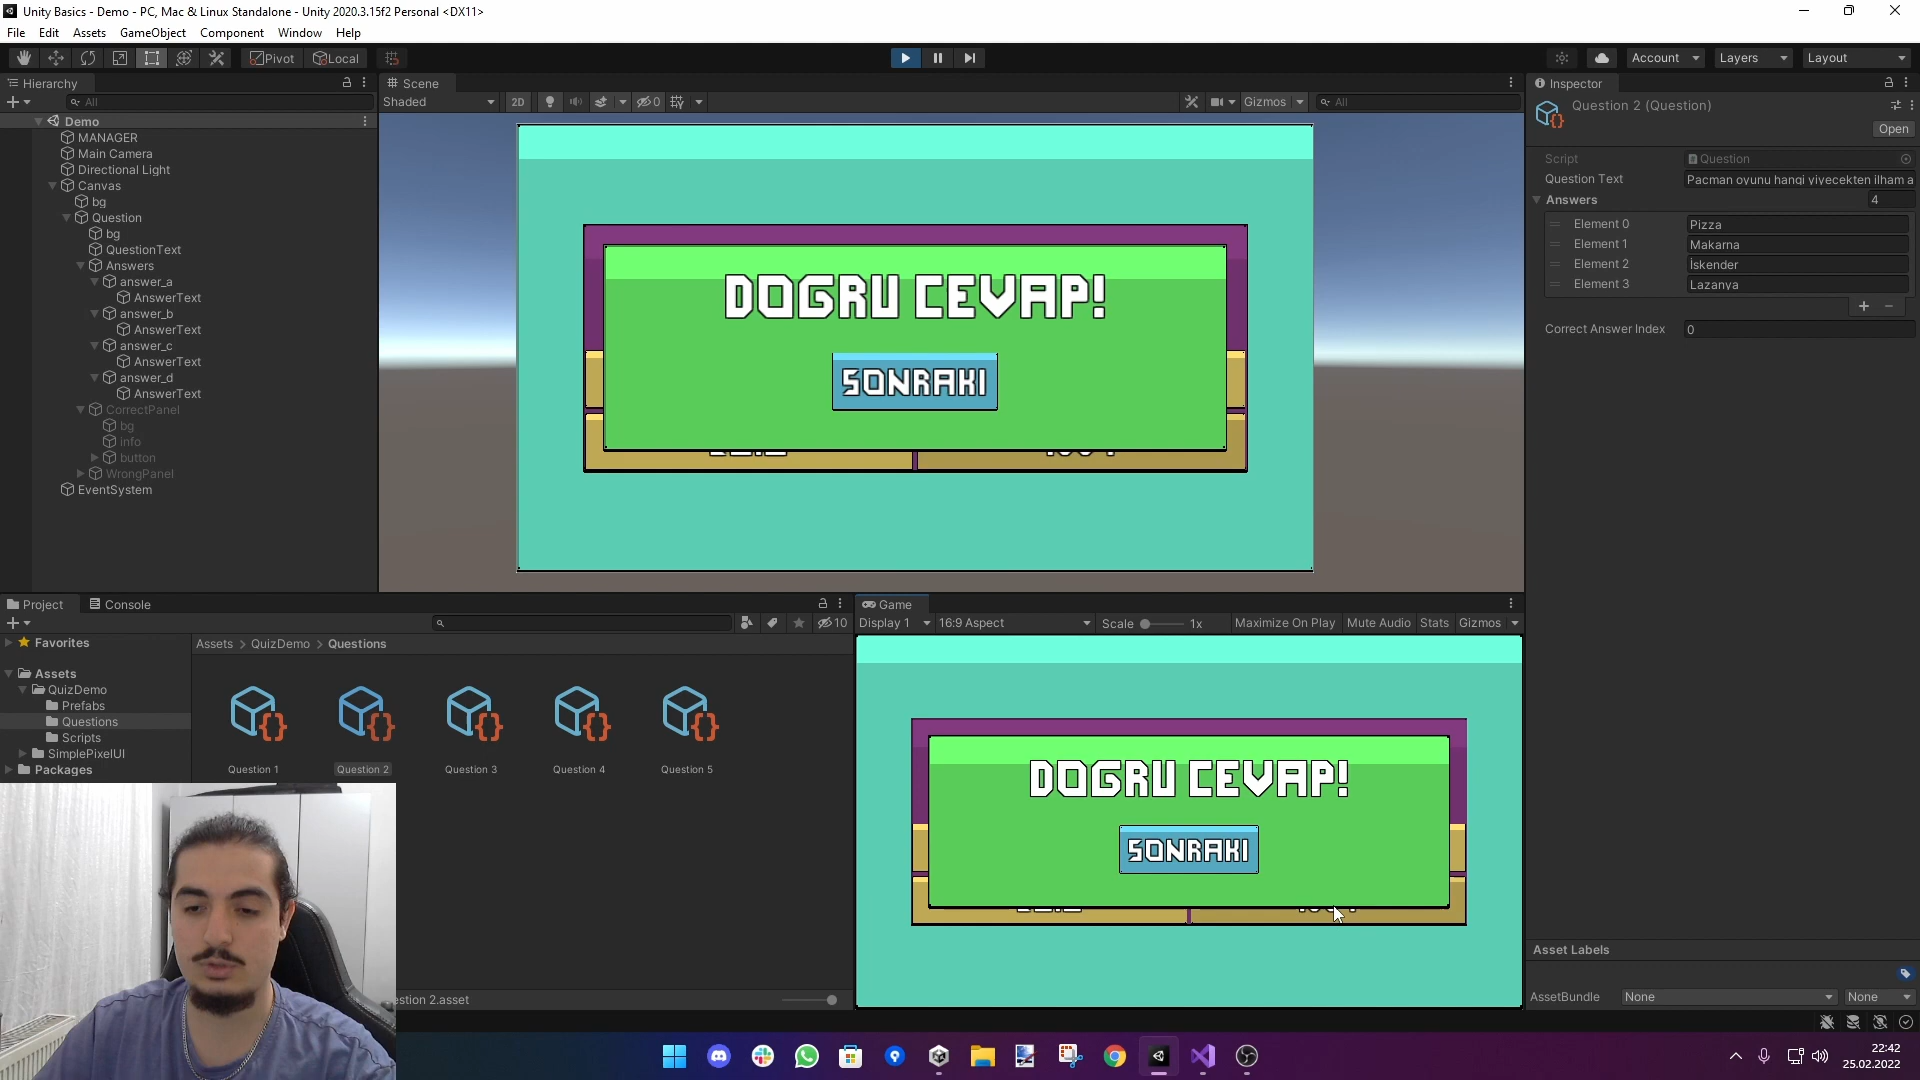 Unity Basics - Demo - PC, Mac & Linux Standalone - Unity 2020.3.15f2 Personal <DX11>
File Edit Assets GameObject Component Window Help
Pivot Local Account Layers Layout
Hierarchy
All
Demo
MANAGER
Main Camera
Directional Light
Canvas
bg
Question
bg
QuestionText
Answers
answer_a
AnswerText
answer_b
AnswerText
answer_c
AnswerText
answer_d
AnswerText
CorrectPanel
bg
info
button
WrongPanel
EventSystem
Scene
Shaded 2D 0 Gizmos All
DOGRU CEVAP!
SONRAKI
Inspector
Question 2 (Question)
Open
Script Question
Question Text Pacman oyunu hangi yiyecekten ilham a
Answers 4
Element 0 Pizza
Element 1 Makarna
Element 2 İskender
Element 3 Lazanya
Correct Answer Index 0
Project Console
10
Favorites
Assets
QuizDemo
Prefabs
Questions
Scripts
SimplePixelUI
Packages
Assets > QuizDemo > Questions
Question 1 Question 2 Question 3 Question 4 Question 5
estion 2.asset
Game
Display 1 16:9 Aspect Scale 1x Maximize On Play Mute Audio Stats Gizmos
DOGRU CEVAP!
SONRAKI
Asset Labels
AssetBundle None None
22:42
25.02.2022